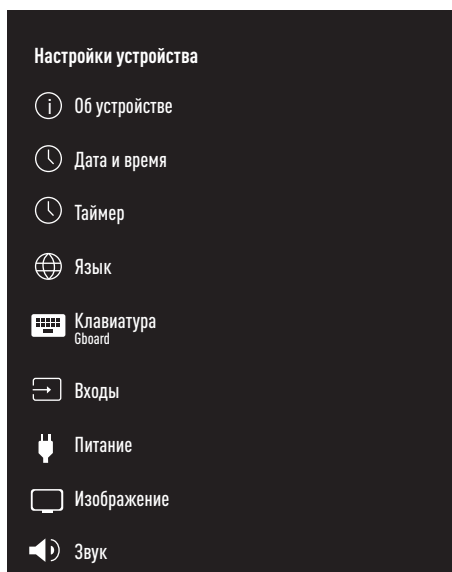 Настройки устройства
Об устройстве
Дата и время
Таймер
Язык
Клавиатура
Gboard
Входы
Питание
Изображение
Звук